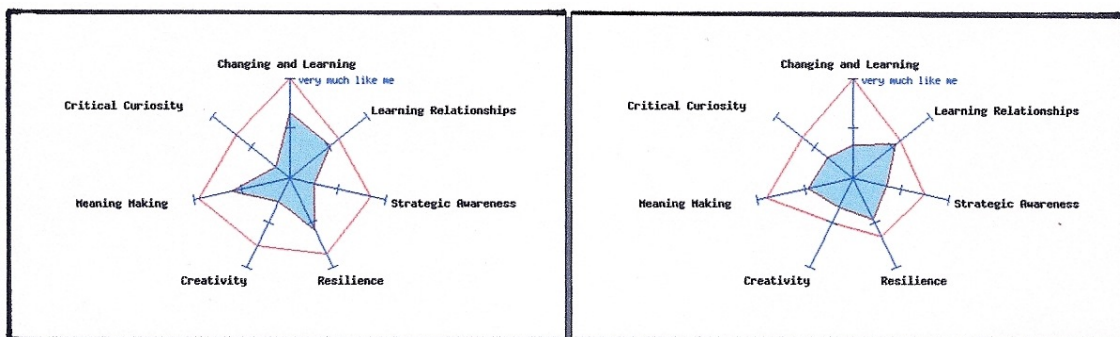 Changing and Learning
very much like me
Critical Curiosity
Learning Relationships
Meaning Making
Strategic Awareness
Creativity
Resilience
Changing and Learning
very much like me
Critical Curiosity
Learning Relationships
Meaning Making
Strategic Awareness
Creativity
Resilience